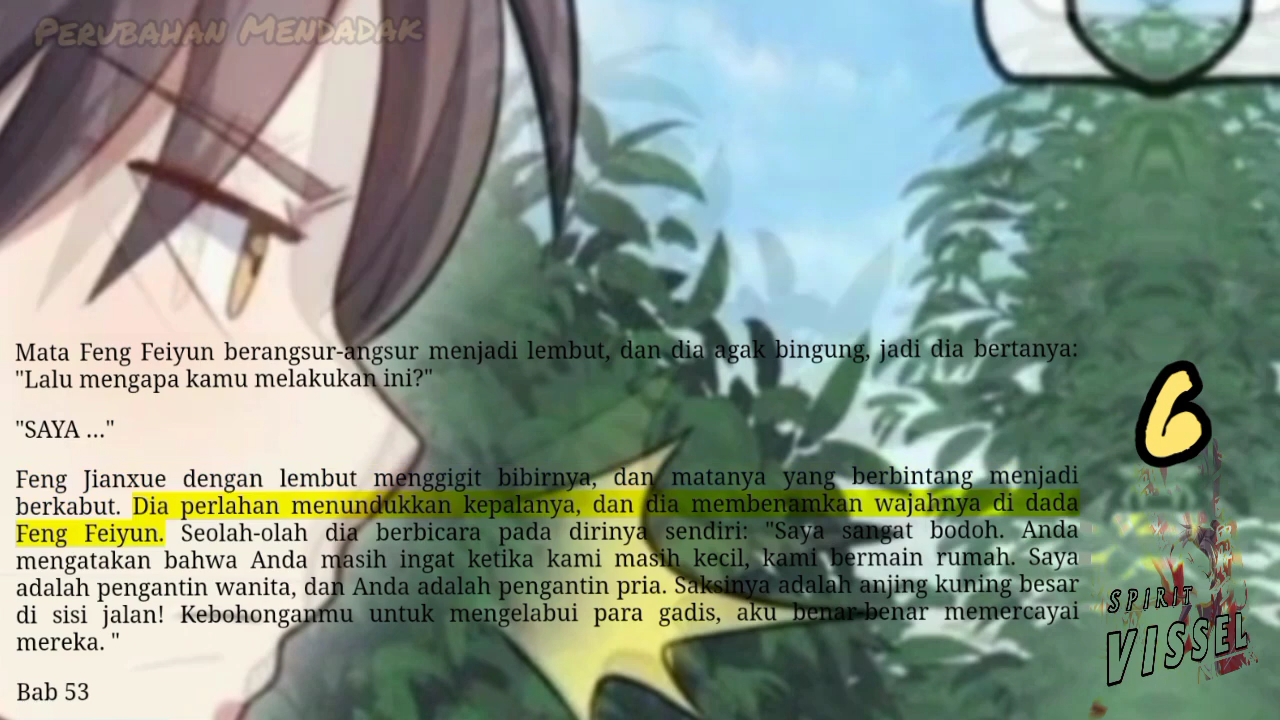 Perubahan Mendadak
Mata Feng Feiyun berangsur-angsur menjadi lembut, dan dia agak bingung, jadi dia bertanya:
"Lalu mengapa kamu melakukan ini?"
"SAYA ..."
Feng Jianxue dengan lembut menggigit bibirnya, dan matanya yang berbintang menjadi
berkabut. Dia perlahan menundukkan kepalanya, dan dia membenamkan wajahnya di dada
Feng Feiyun. Seolah-olah dia berbicara pada dirinya sendiri: "Saya sangat bodoh. Anda
mengatakan bahwa Anda masih ingat ketika kami masih kecil, kami bermain rumah. Saya
adalah pengantin wanita, dan Anda adalah pengantin pria. Saksinya adalah anjing kuning besar
di sisi jalan! Kebohonganmu untuk mengelabui para gadis, aku benar-benar memercayai
mereka. "
Bab 53
6
SPIRIT
VISSEL